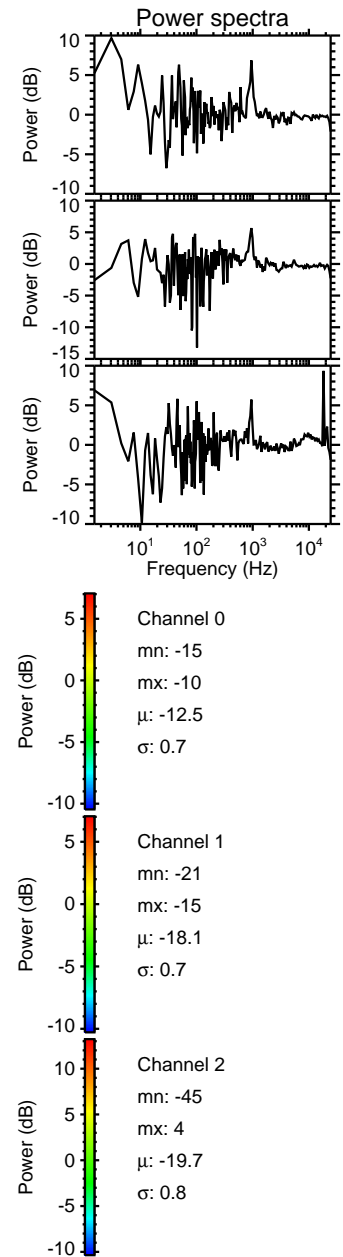 Power spectra
10
5
0
-5
-10
Power (dB)
10
5
0
-5
-10
-15
Power (dB)
10
5
0
-5
-10
Power (dB)
10¹ 10² 10³ 10⁴
Frequency (Hz)
5
0
-5
-10
Power (dB)
Channel 0
mn: -15
mx: -10
μ: -12.5
σ: 0.7
5
0
-5
-10
Power (dB)
Channel 1
mn: -21
mx: -15
μ: -18.1
σ: 0.7
10
5
0
-5
-10
Power (dB)
Channel 2
mn: -45
mx: 4
μ: -19.7
σ: 0.8